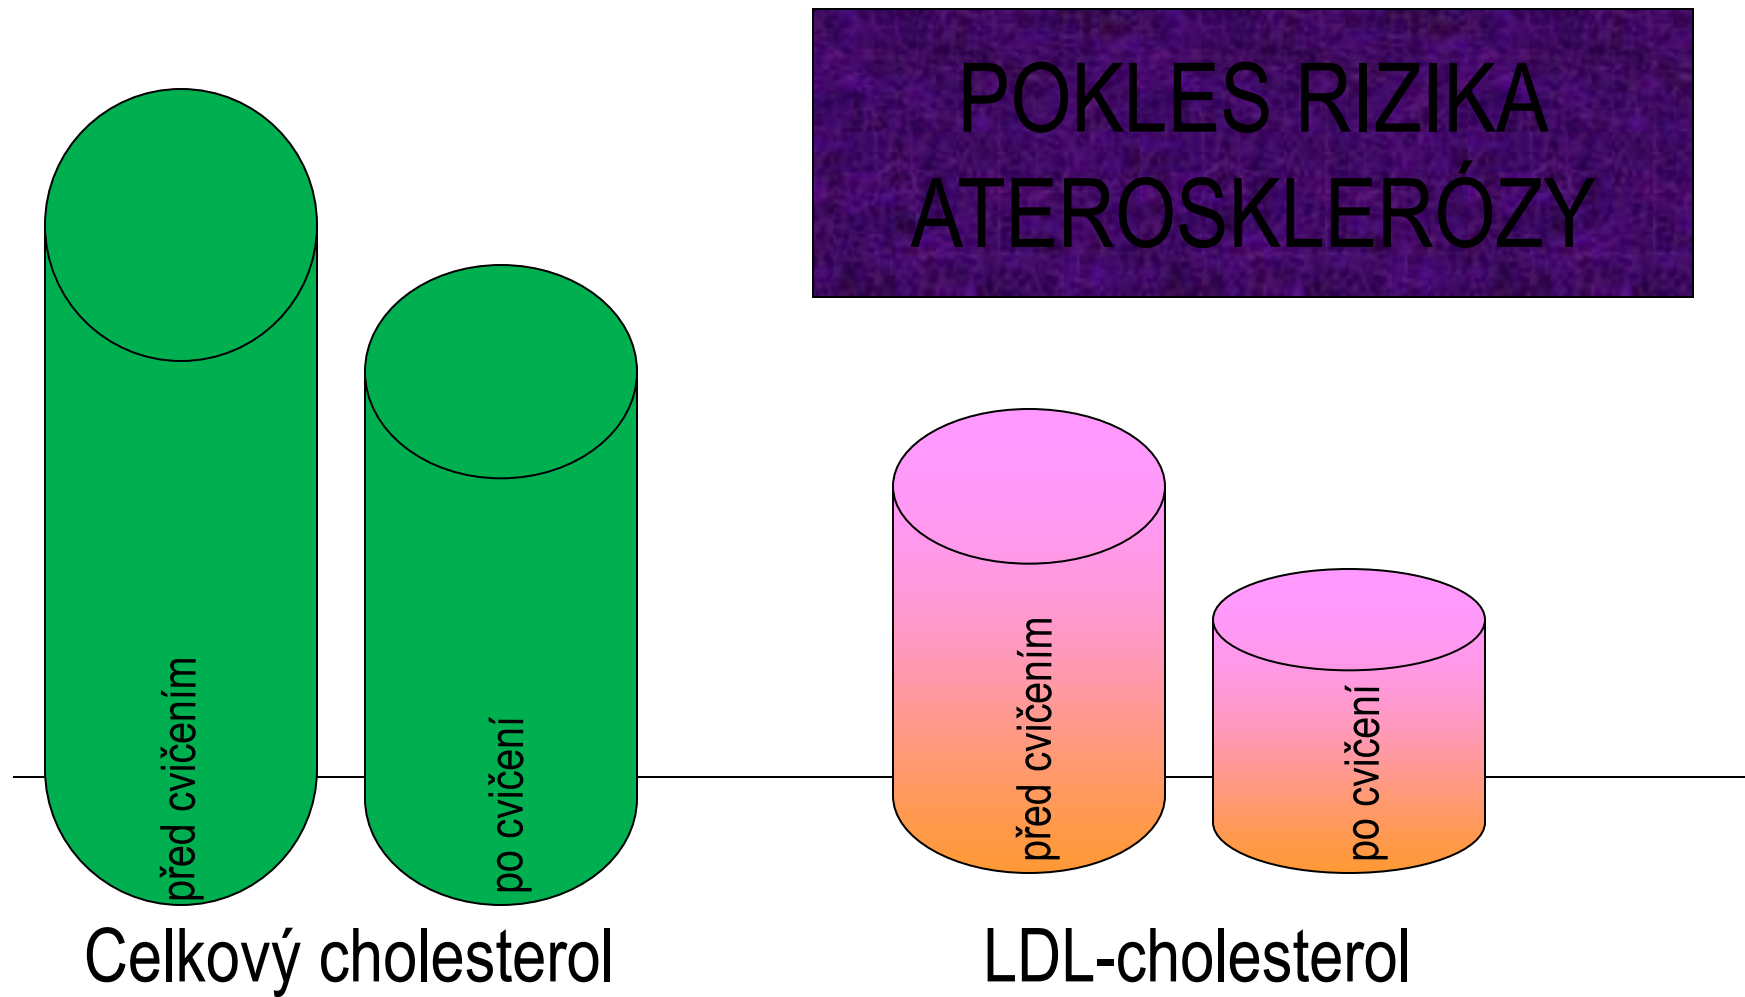 POKLES RIZIKA
ATEROSKLERÓZY
před cvičením
po cvičení
před cvičením
po cvičení
Celkový cholesterol
LDL-cholesterol